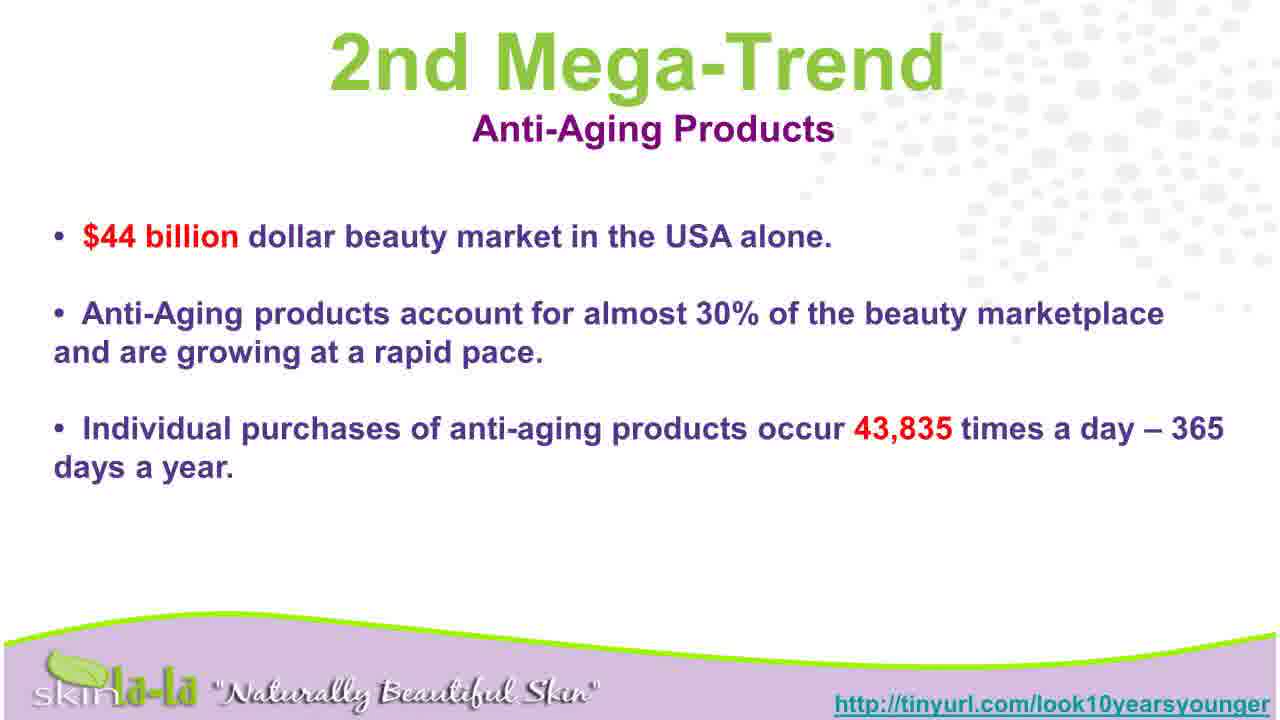 2nd Mega-Trend
Anti-Aging Products
• $44 billion dollar beauty market in the USA alone.
• Anti-Aging products account for almost 30% of the beauty marketplace
and are growing at a rapid pace.
• Individual purchases of anti-aging products occur 43,835 times a day – 365
days a year.
skin la-la "Naturally Beautiful Skin"
http://tinyurl.com/look10yearsyounger